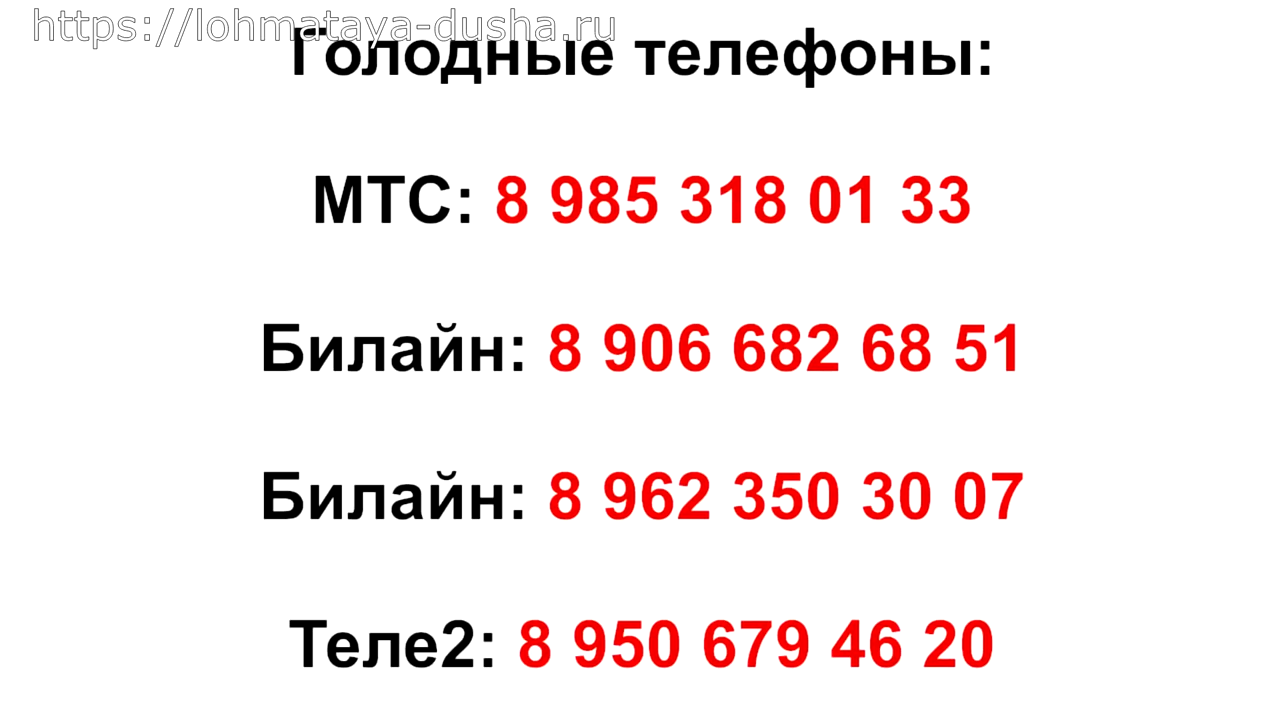 https://lohmataya-dusha.ru
Голодные телефоны:
МТС: 8 985 318 01 33
Билайн: 8 906 682 68 51
Билайн: 8 962 350 30 07
Теле2: 8 950 679 46 20